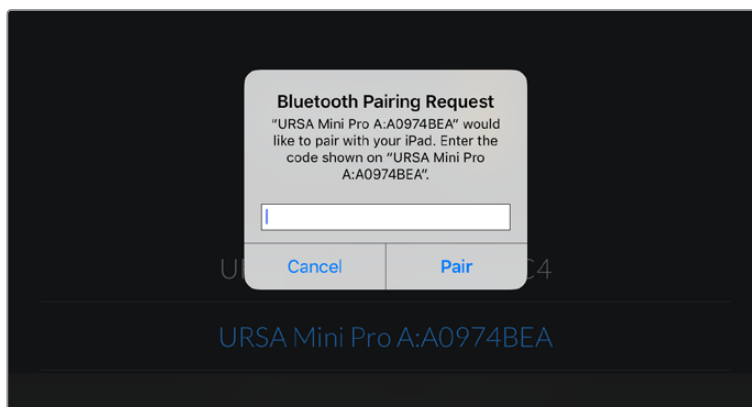 Bluetooth Pairing Request
“URSA Mini Pro A:A0974BEA” would
like to pair with your iPad. Enter the
code shown on “URSA Mini Pro
A:A0974BEA”.
Cancel Pair
URSA Mini Pro A:A0974BEA